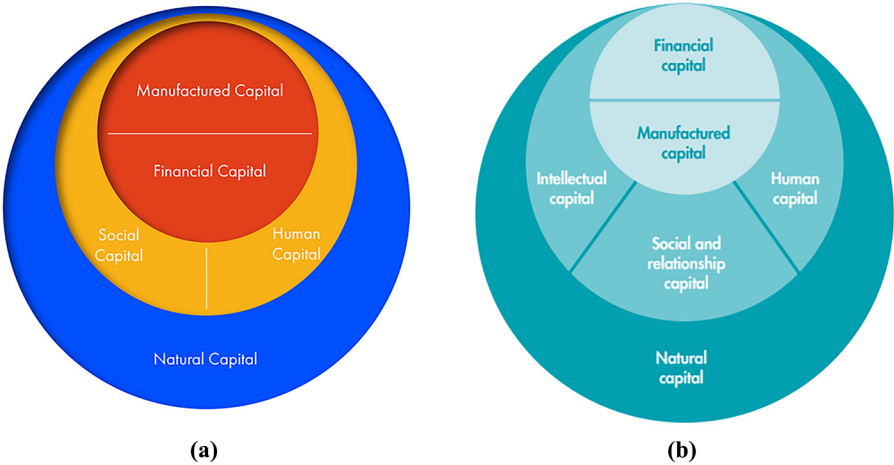 Manufactured Capital
Financial Capital
Social
Capital
Human
Capital
Natural Capital
(a)
Financial
capital
Manufactured
capital
Intellectual
capital
Human
capital
Social and
relationship
capital
Natural
capital
(b)